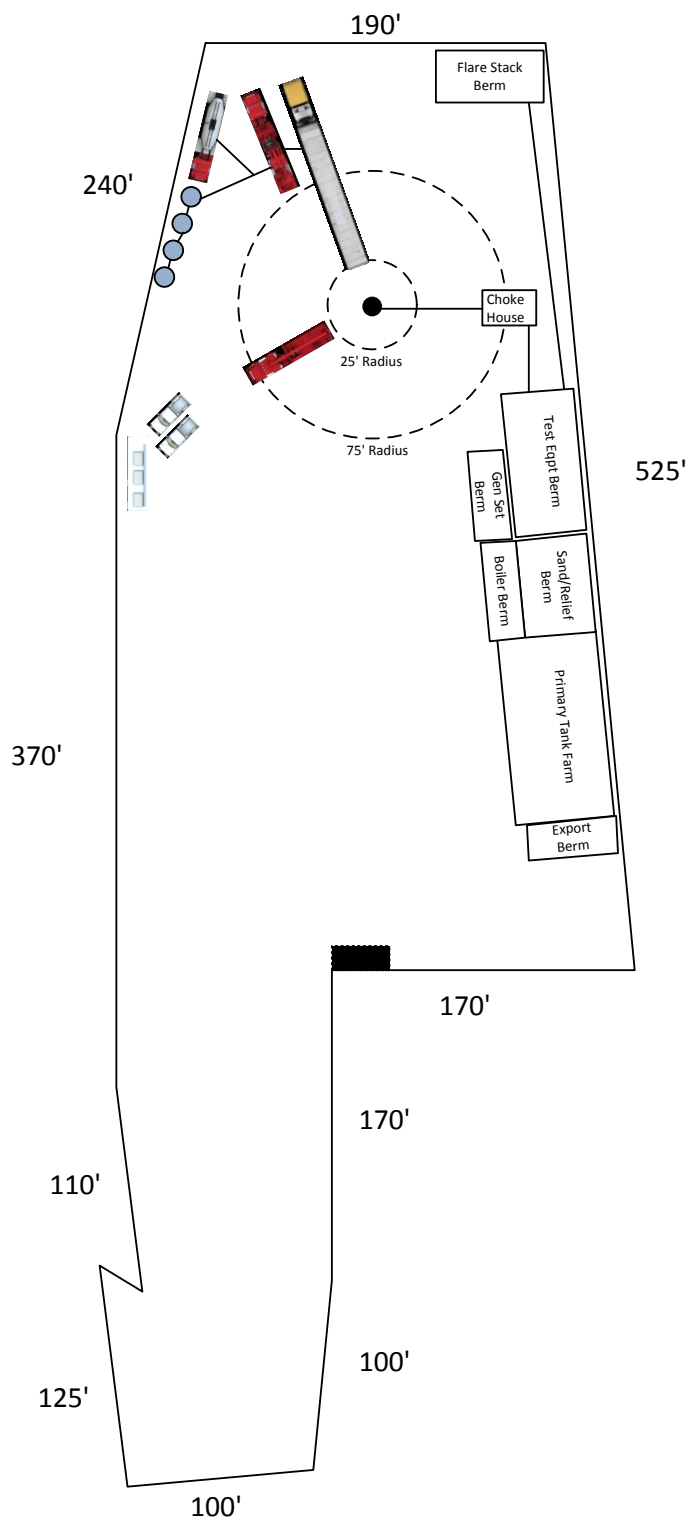 190'
Flare Stack
Berm
240'
Choke
House
25' Radius
75' Radius
Test Eqpt Berm
Gen Set
Berm
525'
Sand/Relief
Berm
Boiler Berm
Primary Tank Farm
370'
Export
Berm
170'
170'
110'
100'
125'
100'